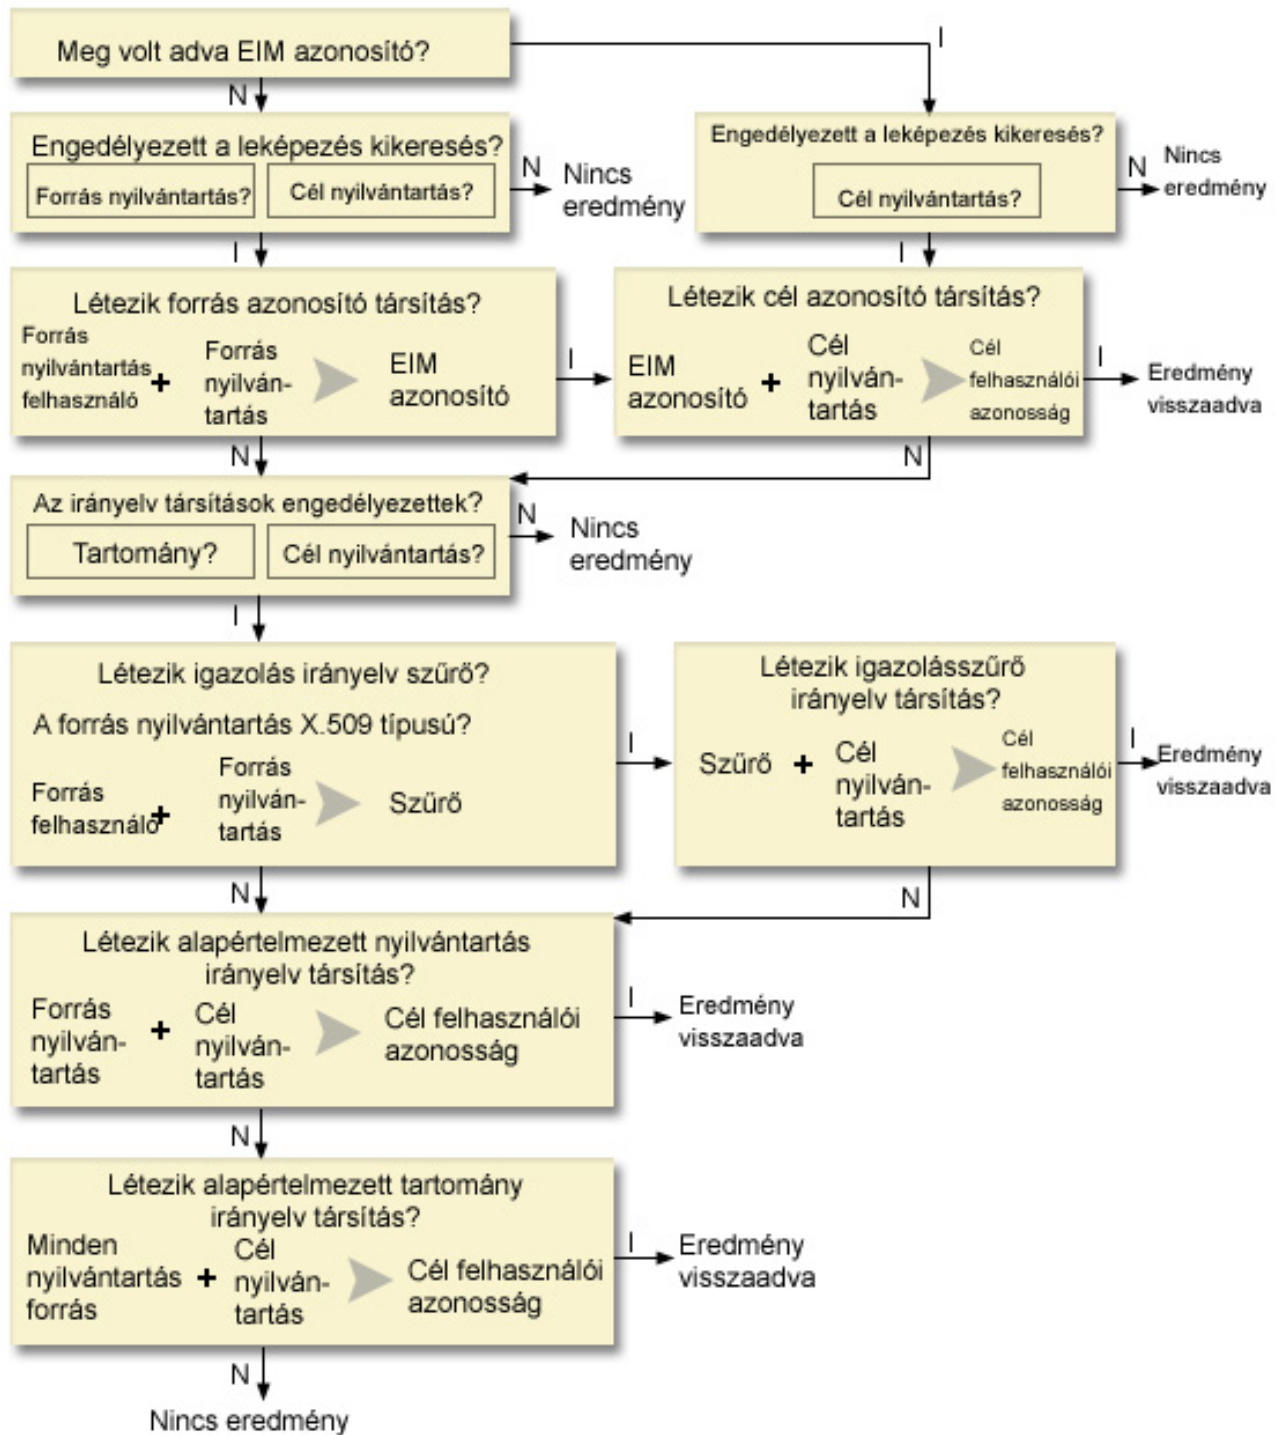 Meg volt adva EIM azonosító?
I
N
Engedélyezett a leképezés kikeresés?
Forrás nyilvántartás?
Cél nyilvántartás?
N
Nincs
eredmény
Engedélyezett a leképezés kikeresés?
Cél nyilvántartás?
N
Nincs
eredmény
I
I
Létezik forrás azonosító társítás?
Forrás
nyilvántartás
felhasználó
+
Forrás
nyilván-
tartás
EIM
azonosító
I
Létezik cél azonosító társítás?
EIM
azonosító
+
Cél
nyilván-
tartás
Cél
felhasználói
azonosság
I
Eredmény
visszaadva
N
N
Az irányelv társítások engedélyezettek?
Tartomány?
Cél nyilvántartás?
N
Nincs
eredmény
I
Létezik igazolás irányelv szűrő?
A forrás nyilvántartás X.509 típusú?
Forrás
felhasználó
+
Forrás
nyilván-
tartás
Szűrő
I
Létezik igazolásszűrő
irányelv társítás?
Szűrő
+
Cél
nyilván-
tartás
Cél
felhasználói
azonosság
I
Eredmény
visszaadva
N
N
Létezik alapértelmezett nyilvántartás
irányelv társítás?
Forrás
nyilván-
tartás
+
Cél
nyilván-
tartás
Cél felhasználói
azonosság
I
Eredmény
visszaadva
N
Létezik alapértelmezett tartomány
irányelv társítás?
Minden
nyilvántartás
forrás
+
Cél
nyilván-
tartás
Cél felhasználói
azonosság
I
Eredmény
visszaadva
N
Nincs eredmény